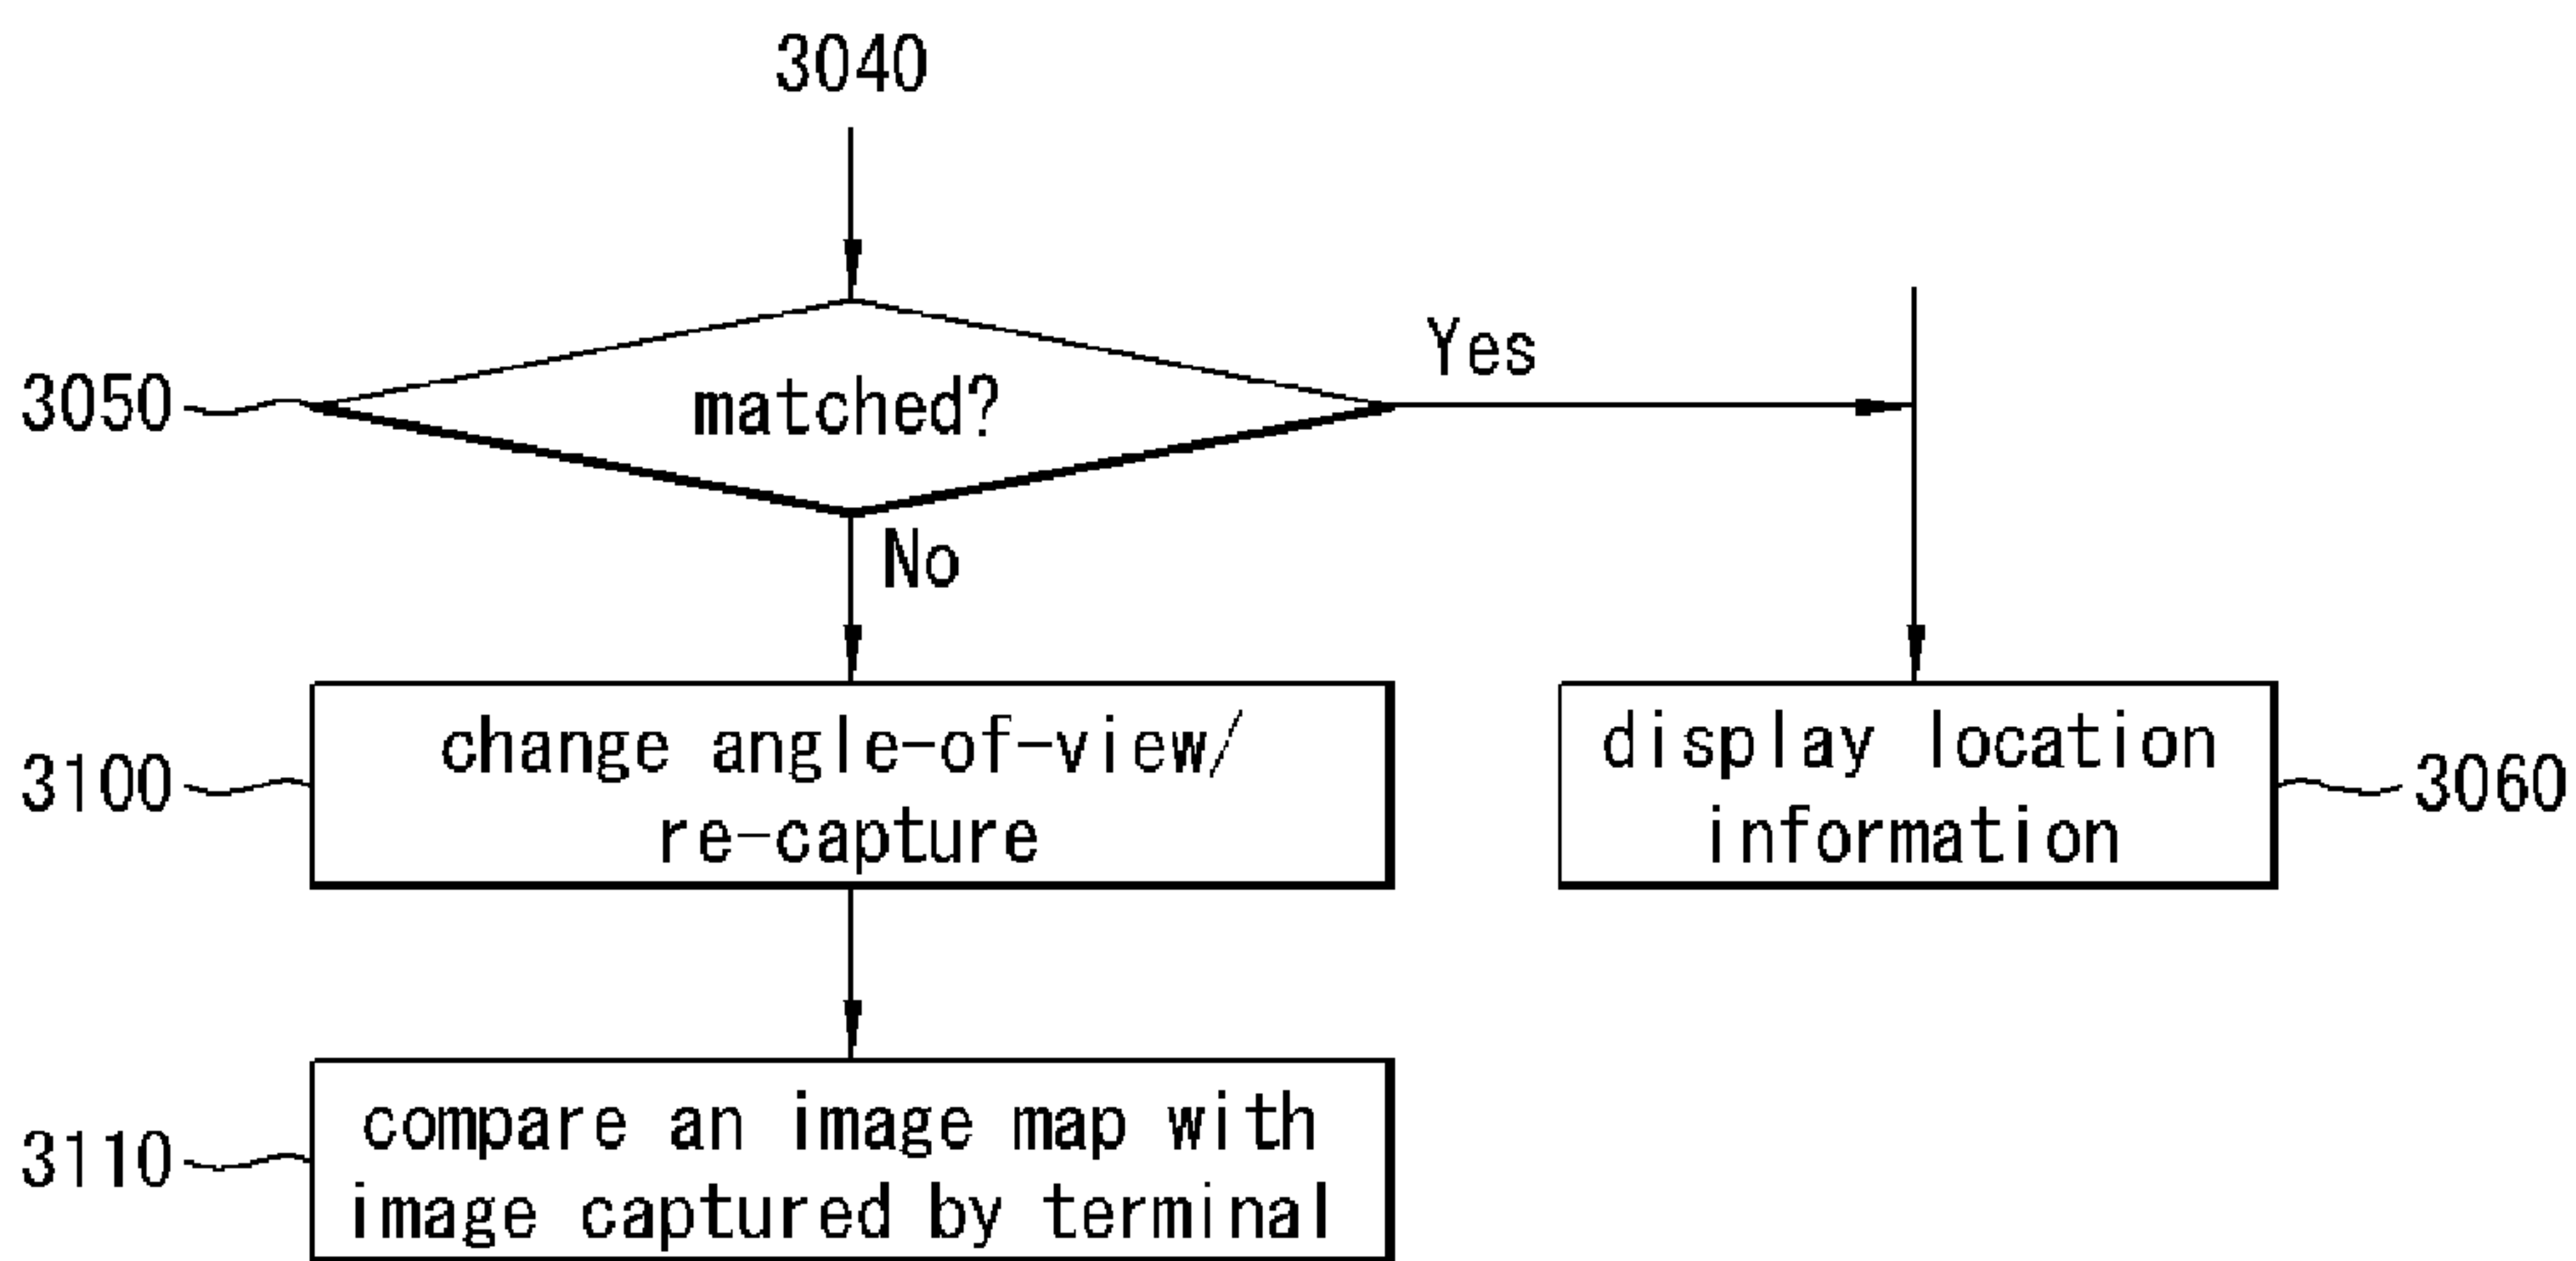 3040
3050
matched?
Yes
No
3100
change angle-of-view/
re-capture
display location
information
3060
3110
compare an image map with
image captured by terminal